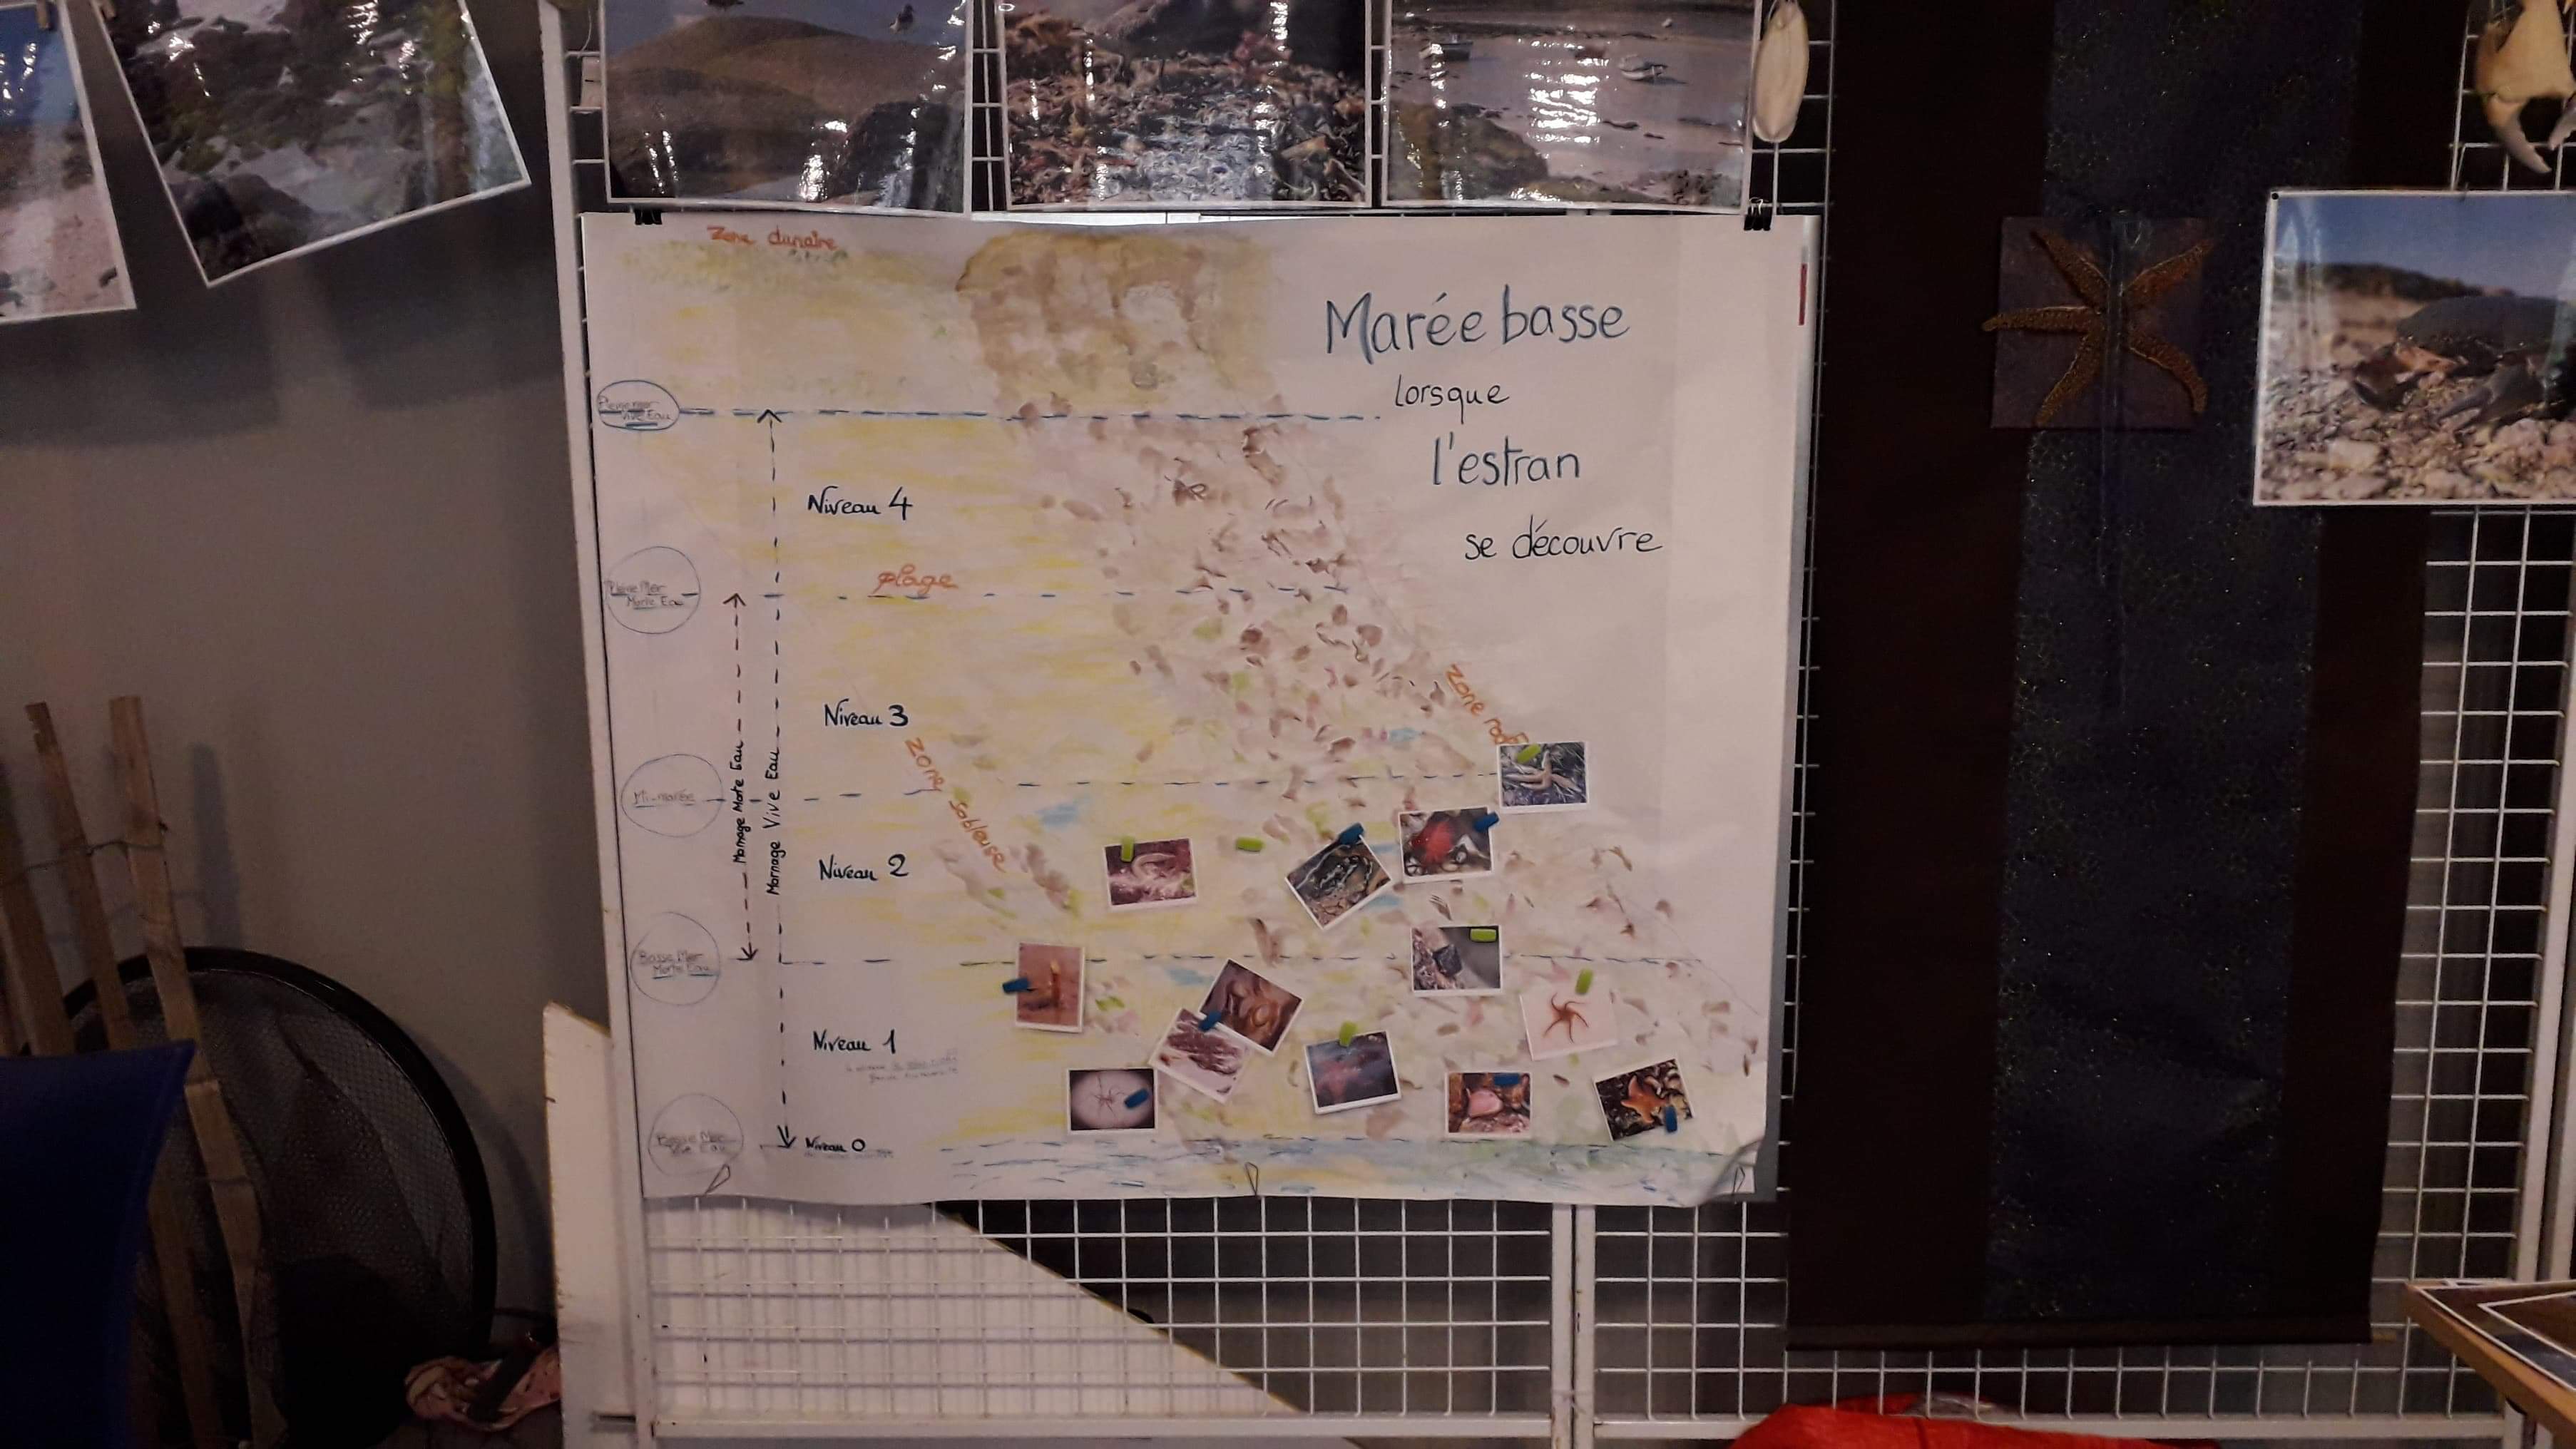 Zone dunaire
Marée basse
lorsque
l'estran
se découvre
Pleine mer
Vive Eau
Niveau 4
plage
Pleine Mer
Morte Eau
Niveau 3
Zone
Zone sableuse
Mi-marée
Marnage Morte Eau
Marnage Vive Eau
Niveau 2
Basse Mer
Morte Eau
Niveau 1
Basse Mer
Vive Eau
Niveau 0